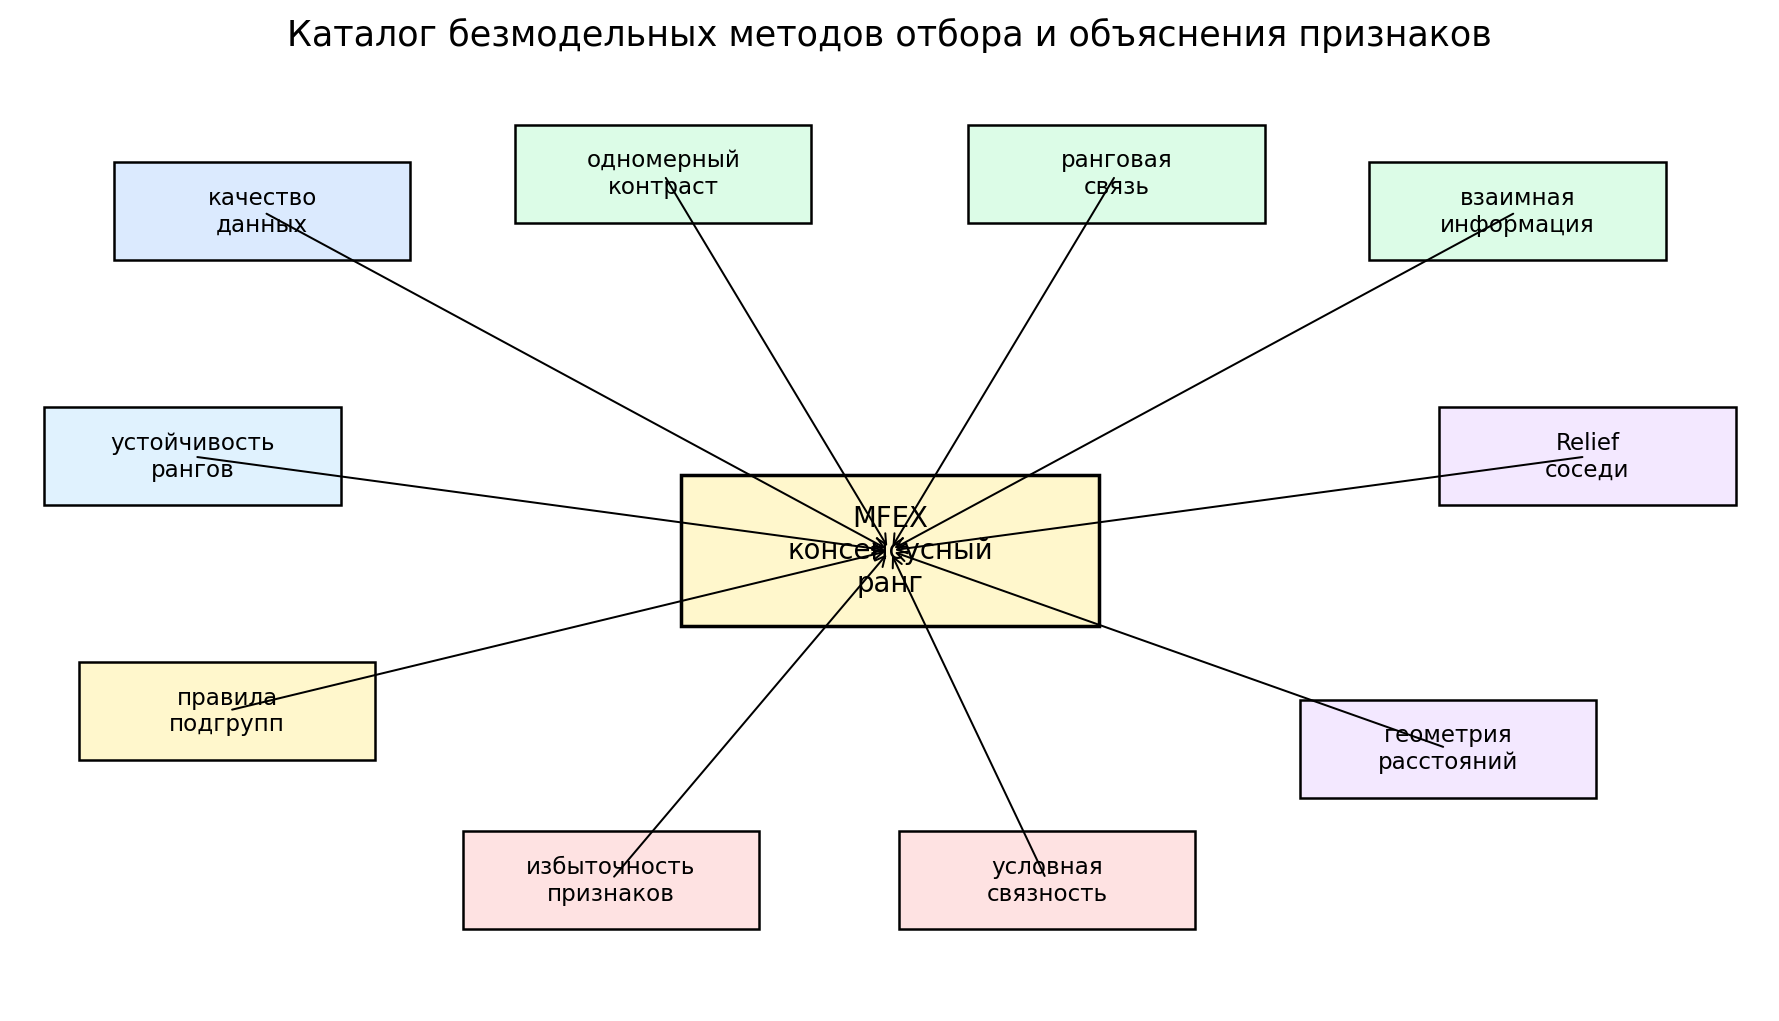 Каталог безмодельных методов отбора и объяснения признаков
одномерный
контраст
ранговая
связь
качество
данных
взаимная
информация
устойчивость
рангов
Relief
соседи
MFEX
консенсусный
ранг
правила
подгрупп
геометрия
расстояний
избыточность
признаков
условная
связность